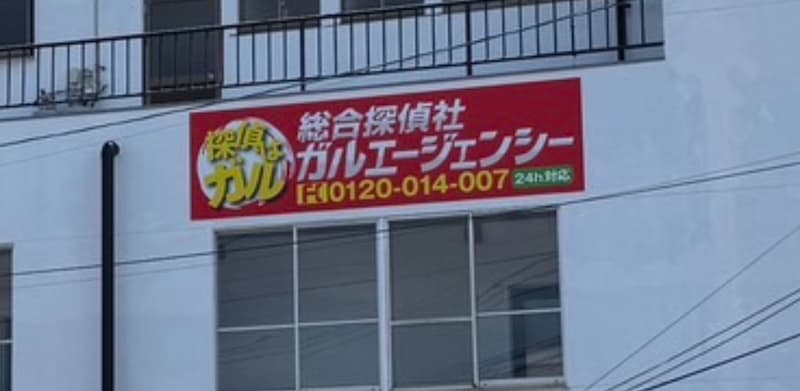 探偵は
ガル
総合探偵社
ガルエージェンシー
0120-014-007
24h対応